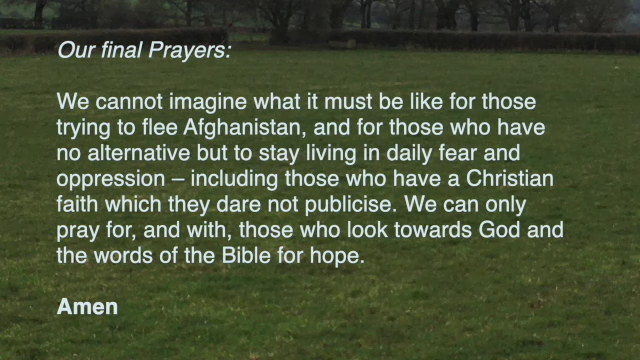 Our final Prayers:
We cannot imagine what it must be like for those
trying to flee Afghanistan, and for those who have
no alternative but to stay living in daily fear and
oppression – including those who have a Christian
faith which they dare not publicise. We can only
pray for, and with, those who look towards God and
the words of the Bible for hope.
Amen